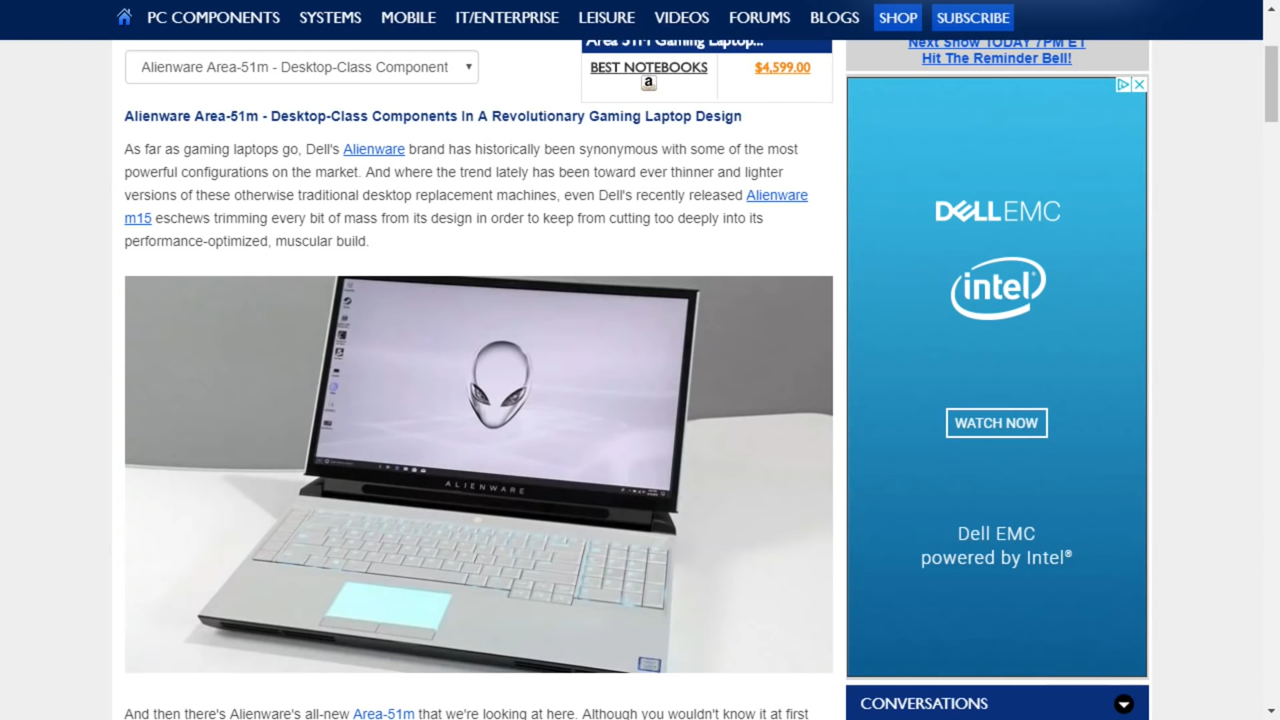 PC COMPONENTS SYSTEMS MOBILE IT/ENTERPRISE LEISURE VIDEOS FORUMS BLOGS SHOP SUBSCRIBE
Area 51M Gaming Laptop...
Alienware Area-51m - Desktop-Class Component
BEST NOTEBOOKS $4,599.00
a
Next Show TODAY 7PM ET
Hit The Reminder Bell!
Alienware Area-51m - Desktop-Class Components In A Revolutionary Gaming Laptop Design
As far as gaming laptops go, Dell's Alienware brand has historically been synonymous with some of the most
powerful configurations on the market. And where the trend lately has been toward ever thinner and lighter
versions of these otherwise traditional desktop replacement machines, even Dell's recently released Alienware
m15 eschews trimming every bit of mass from its design in order to keep from cutting too deeply into its
performance-optimized, muscular build.
ALIENWARE
And then there's Alienware's all-new Area-51m that we're looking at here. Although you wouldn't know it at first
DELLEMC
intel
WATCH NOW
Dell EMC
powered by Intel®
CONVERSATIONS